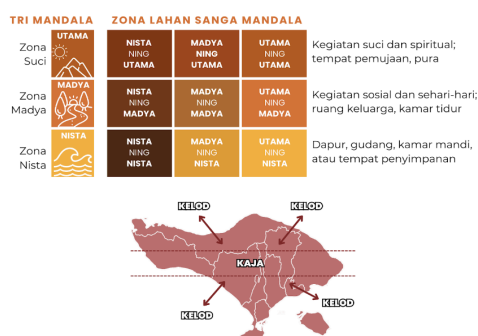 TRI MANDALA
ZONA LAHAN SANGA MANDALA
Zona
Suci
UTAMA
NISTA
NING
UTAMA
MADYA
NING
UTAMA
UTAMA
NING
UTAMA
Kegiatan suci dan spiritual;
tempat pemujaan, pura
Zona
Madya
MADYA
NISTA
NING
MADYA
MADYA
NING
MADYA
UTAMA
NING
MADYA
Kegiatan sosial dan sehari-hari;
ruang keluarga, kamar tidur
Zona
Nista
NISTA
NISTA
NING
NISTA
MADYA
NING
NISTA
UTAMA
NING
NISTA
Dapur, gudang, kamar mandi,
atau tempat penyimpanan
KELOD
KELOD
KAJA
KELOD
KELOD